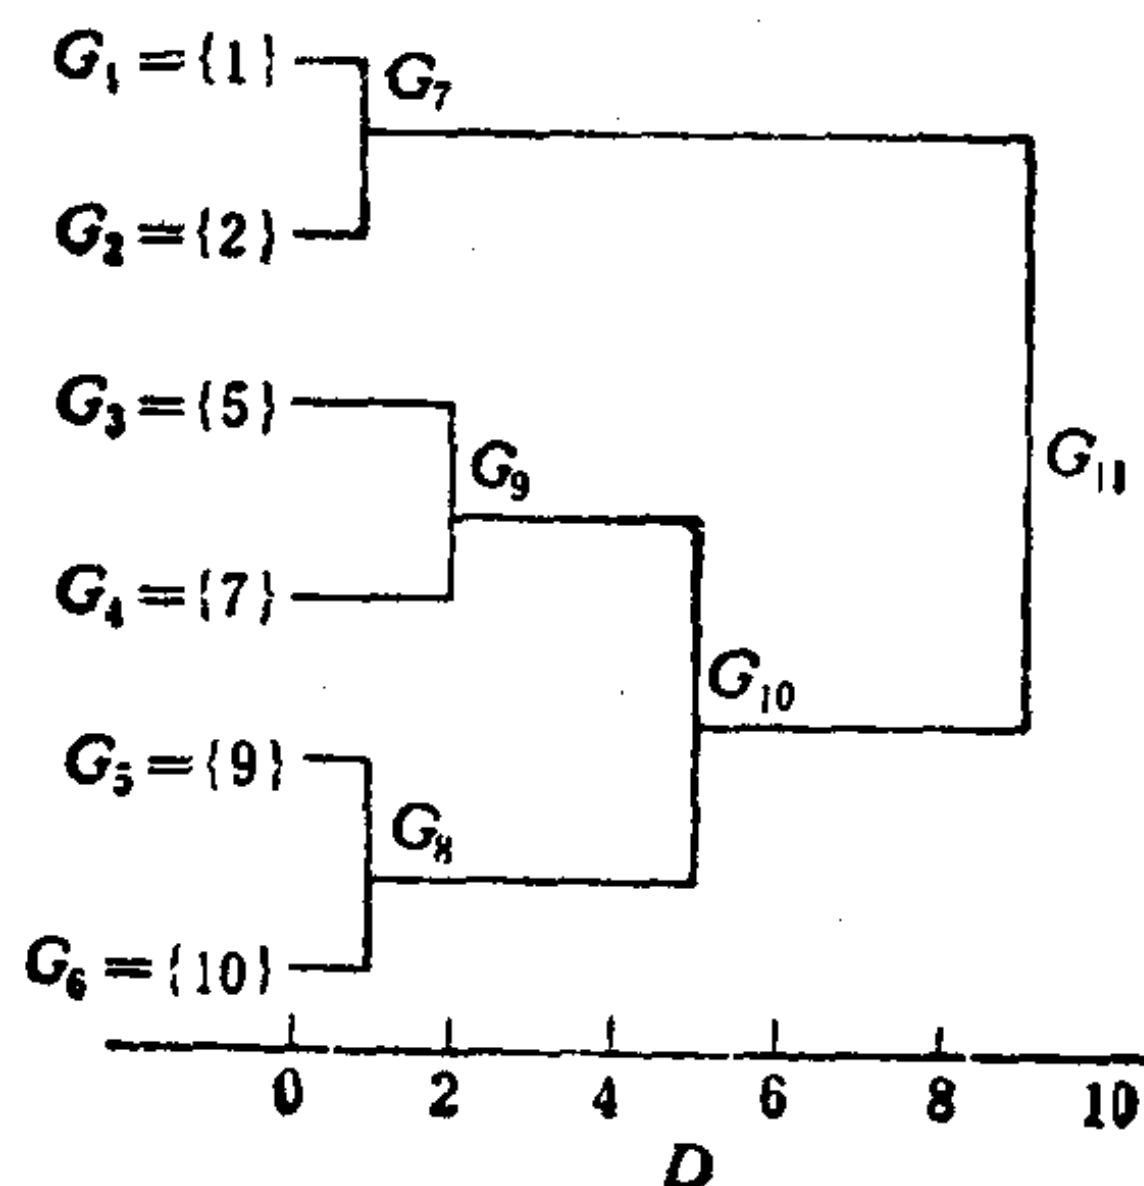 G₁={1}
G₇
G₂={2}
G₃={5}
G₉
G₁₁
G₄={7}
G₁₀
G₅={9}
G₈
G₆={10}
0 2 4 6 8 10
D